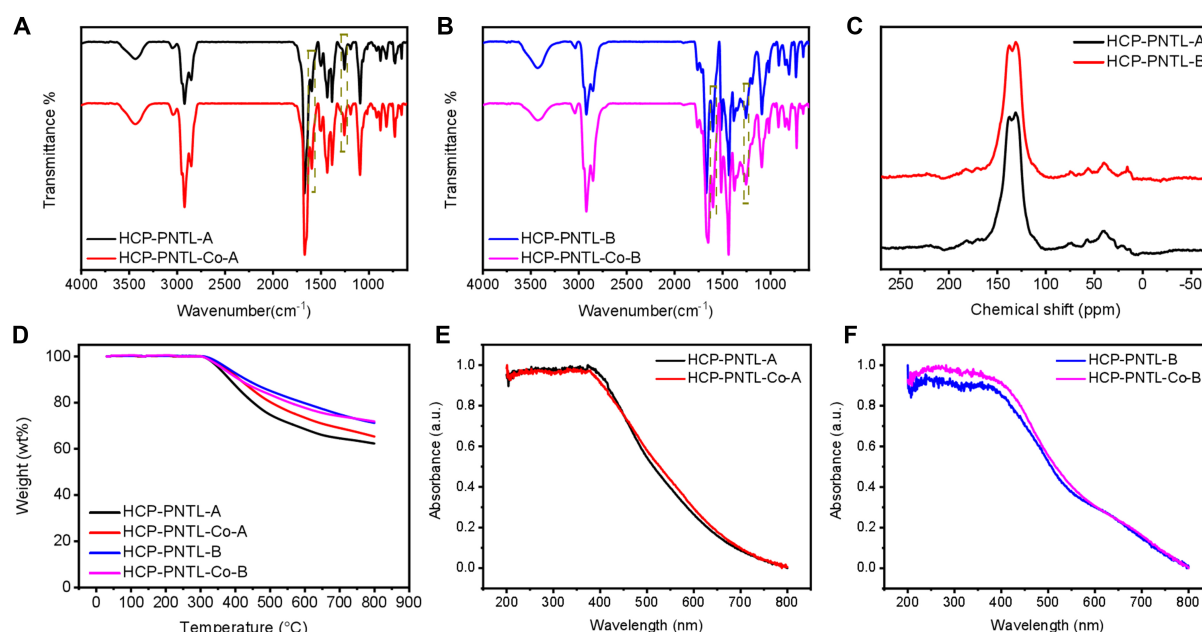 A
Transmittance %
HCP-PNTL-A
HCP-PNTL-Co-A
4000 3500 3000 2500 2000 1500 1000
Wavenumber(cm⁻¹)
B
Transmittance %
HCP-PNTL-B
HCP-PNTL-Co-B
4000 3500 3000 2500 2000 1500 1000
Wavenumber(cm⁻¹)
C
HCP-PNTL-A
HCP-PNTL-B
250 200 150 100 50 0 -50
Chemical shift (ppm)
D
Weight (wt%)
100
80
60
40
20
0
HCP-PNTL-A
HCP-PNTL-Co-A
HCP-PNTL-B
HCP-PNTL-Co-B
0 100 200 300 400 500 600 700 800 900
Temperature (°C)
E
Absorbance (a.u.)
1.0
0.8
0.6
0.4
0.2
0.0
HCP-PNTL-A
HCP-PNTL-Co-A
200 300 400 500 600 700 800
Wavelength (nm)
F
Absorbance (a.u.)
1.0
0.8
0.6
0.4
0.2
0.0
HCP-PNTL-B
HCP-PNTL-Co-B
200 300 400 500 600 700 800
Wavelength (nm)